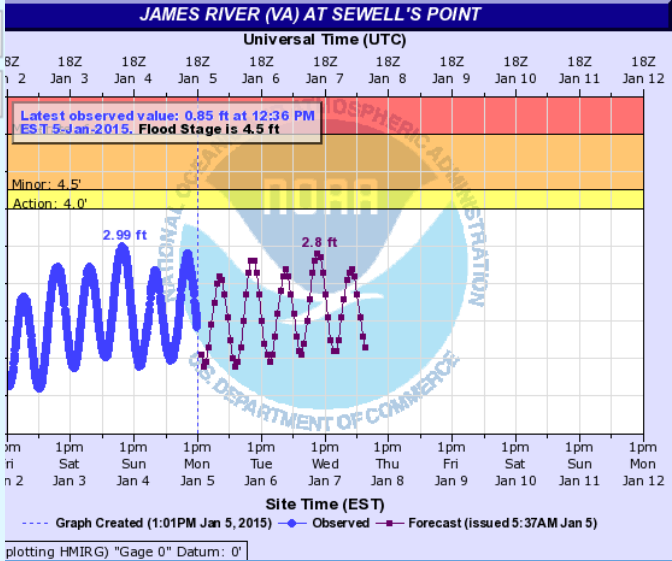 JAMES RIVER (VA) AT SEWELL'S POINT
Universal Time (UTC)
8Z 18Z 18Z 18Z 18Z 18Z 18Z 18Z 18Z 18Z 18Z
n 2 Jan 3 Jan 4 Jan 5 Jan 6 Jan 7 Jan 8 Jan 9 Jan 10 Jan 11 Jan 12
Latest observed value: 0.85 ft at 12:36 PM
EST 5-Jan-2015. Flood Stage is 4.5 ft
Minor: 4.5'
Action: 4.0'
2.99 ft
2.8 ft
NOAA
U.S. DEPARTMENT OF COMMERCE
pm 1pm 1pm 1pm 1pm 1pm 1pm 1pm 1pm 1pm 1pm
ri Sat Sun Mon Tue Wed Thu Fri Sat Sun Mon
n 2 Jan 3 Jan 4 Jan 5 Jan 6 Jan 7 Jan 8 Jan 9 Jan 10 Jan 11 Jan 12
Site Time (EST)
Graph Created (1:01PM Jan 5, 2015) Observed Forecast (issued 5:37AM Jan 5)
plotting HMIRG) "Gage 0" Datum: 0'